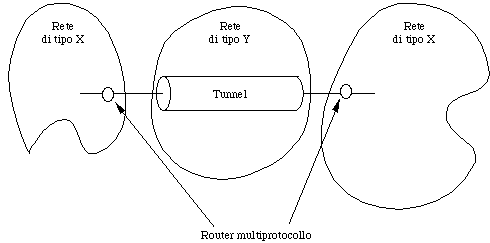 Rete
di tipo X
Rete
di tipo Y
Rete
di tipo X
Tunnel
Router multiprotocollo